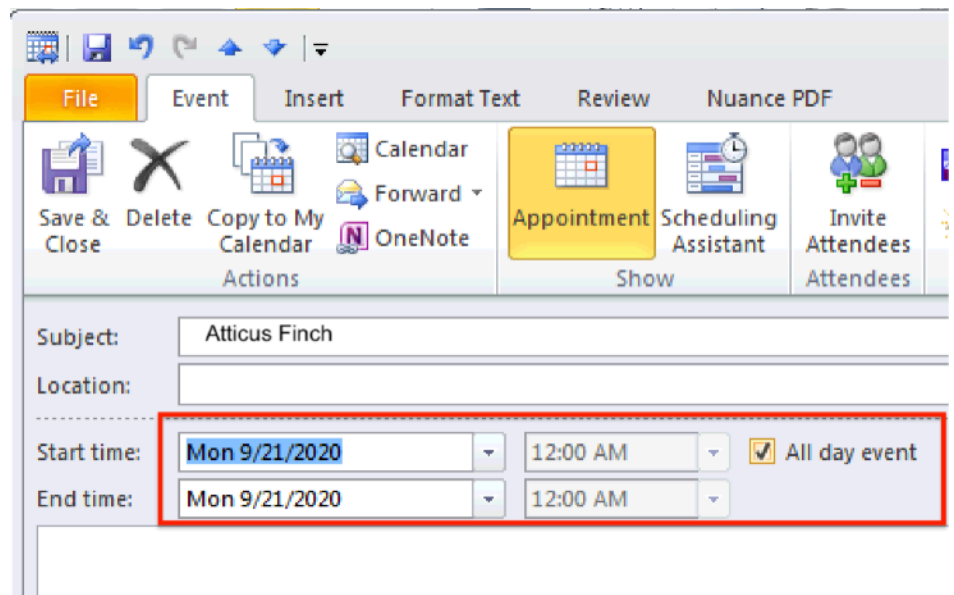 File Event Insert Format Text Review Nuance PDF
Save & Close
Delete
Copy to My Calendar
Calendar
Forward
OneNote
Actions
Appointment
Scheduling Assistant
Show
Invite Attendees
Attendees
Subject: Atticus Finch
Location:
Start time: Mon 9/21/2020 12:00 AM All day event
End time: Mon 9/21/2020 12:00 AM